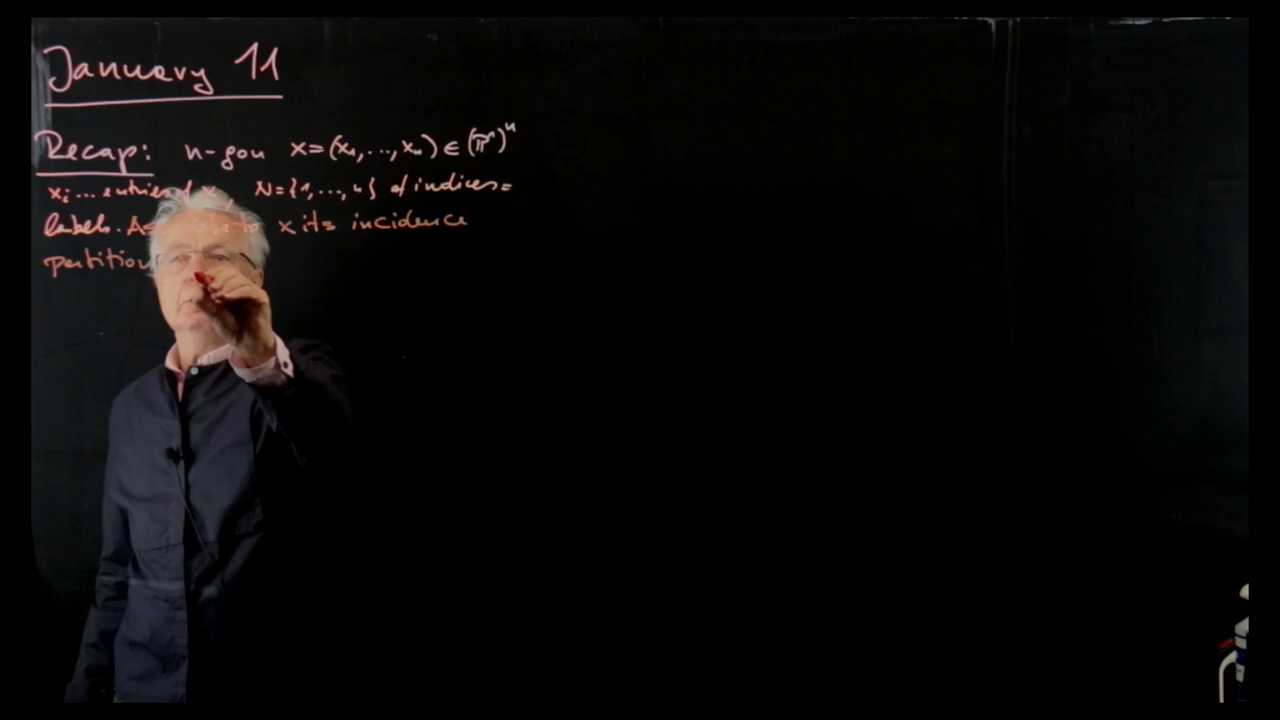 January 11
Recap: n-gon x=(x₁,...,xₙ) ∈ (ℙ¹)ⁿ
xᵢ... entries of x, N={1,...,n} of indices=
labels. to x its incidence
partition